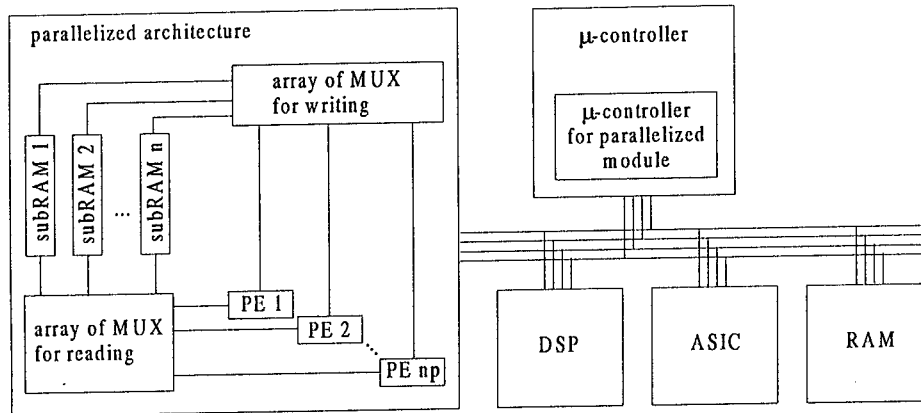 parallelized architecture
array of MUX
for writing
subRAM 1
subRAM 2
...
subRAM n
array of MUX
for reading
PE 1
PE 2
PE np
μ-controller
μ-controller
for parallelized
module
DSP
ASIC
RAM